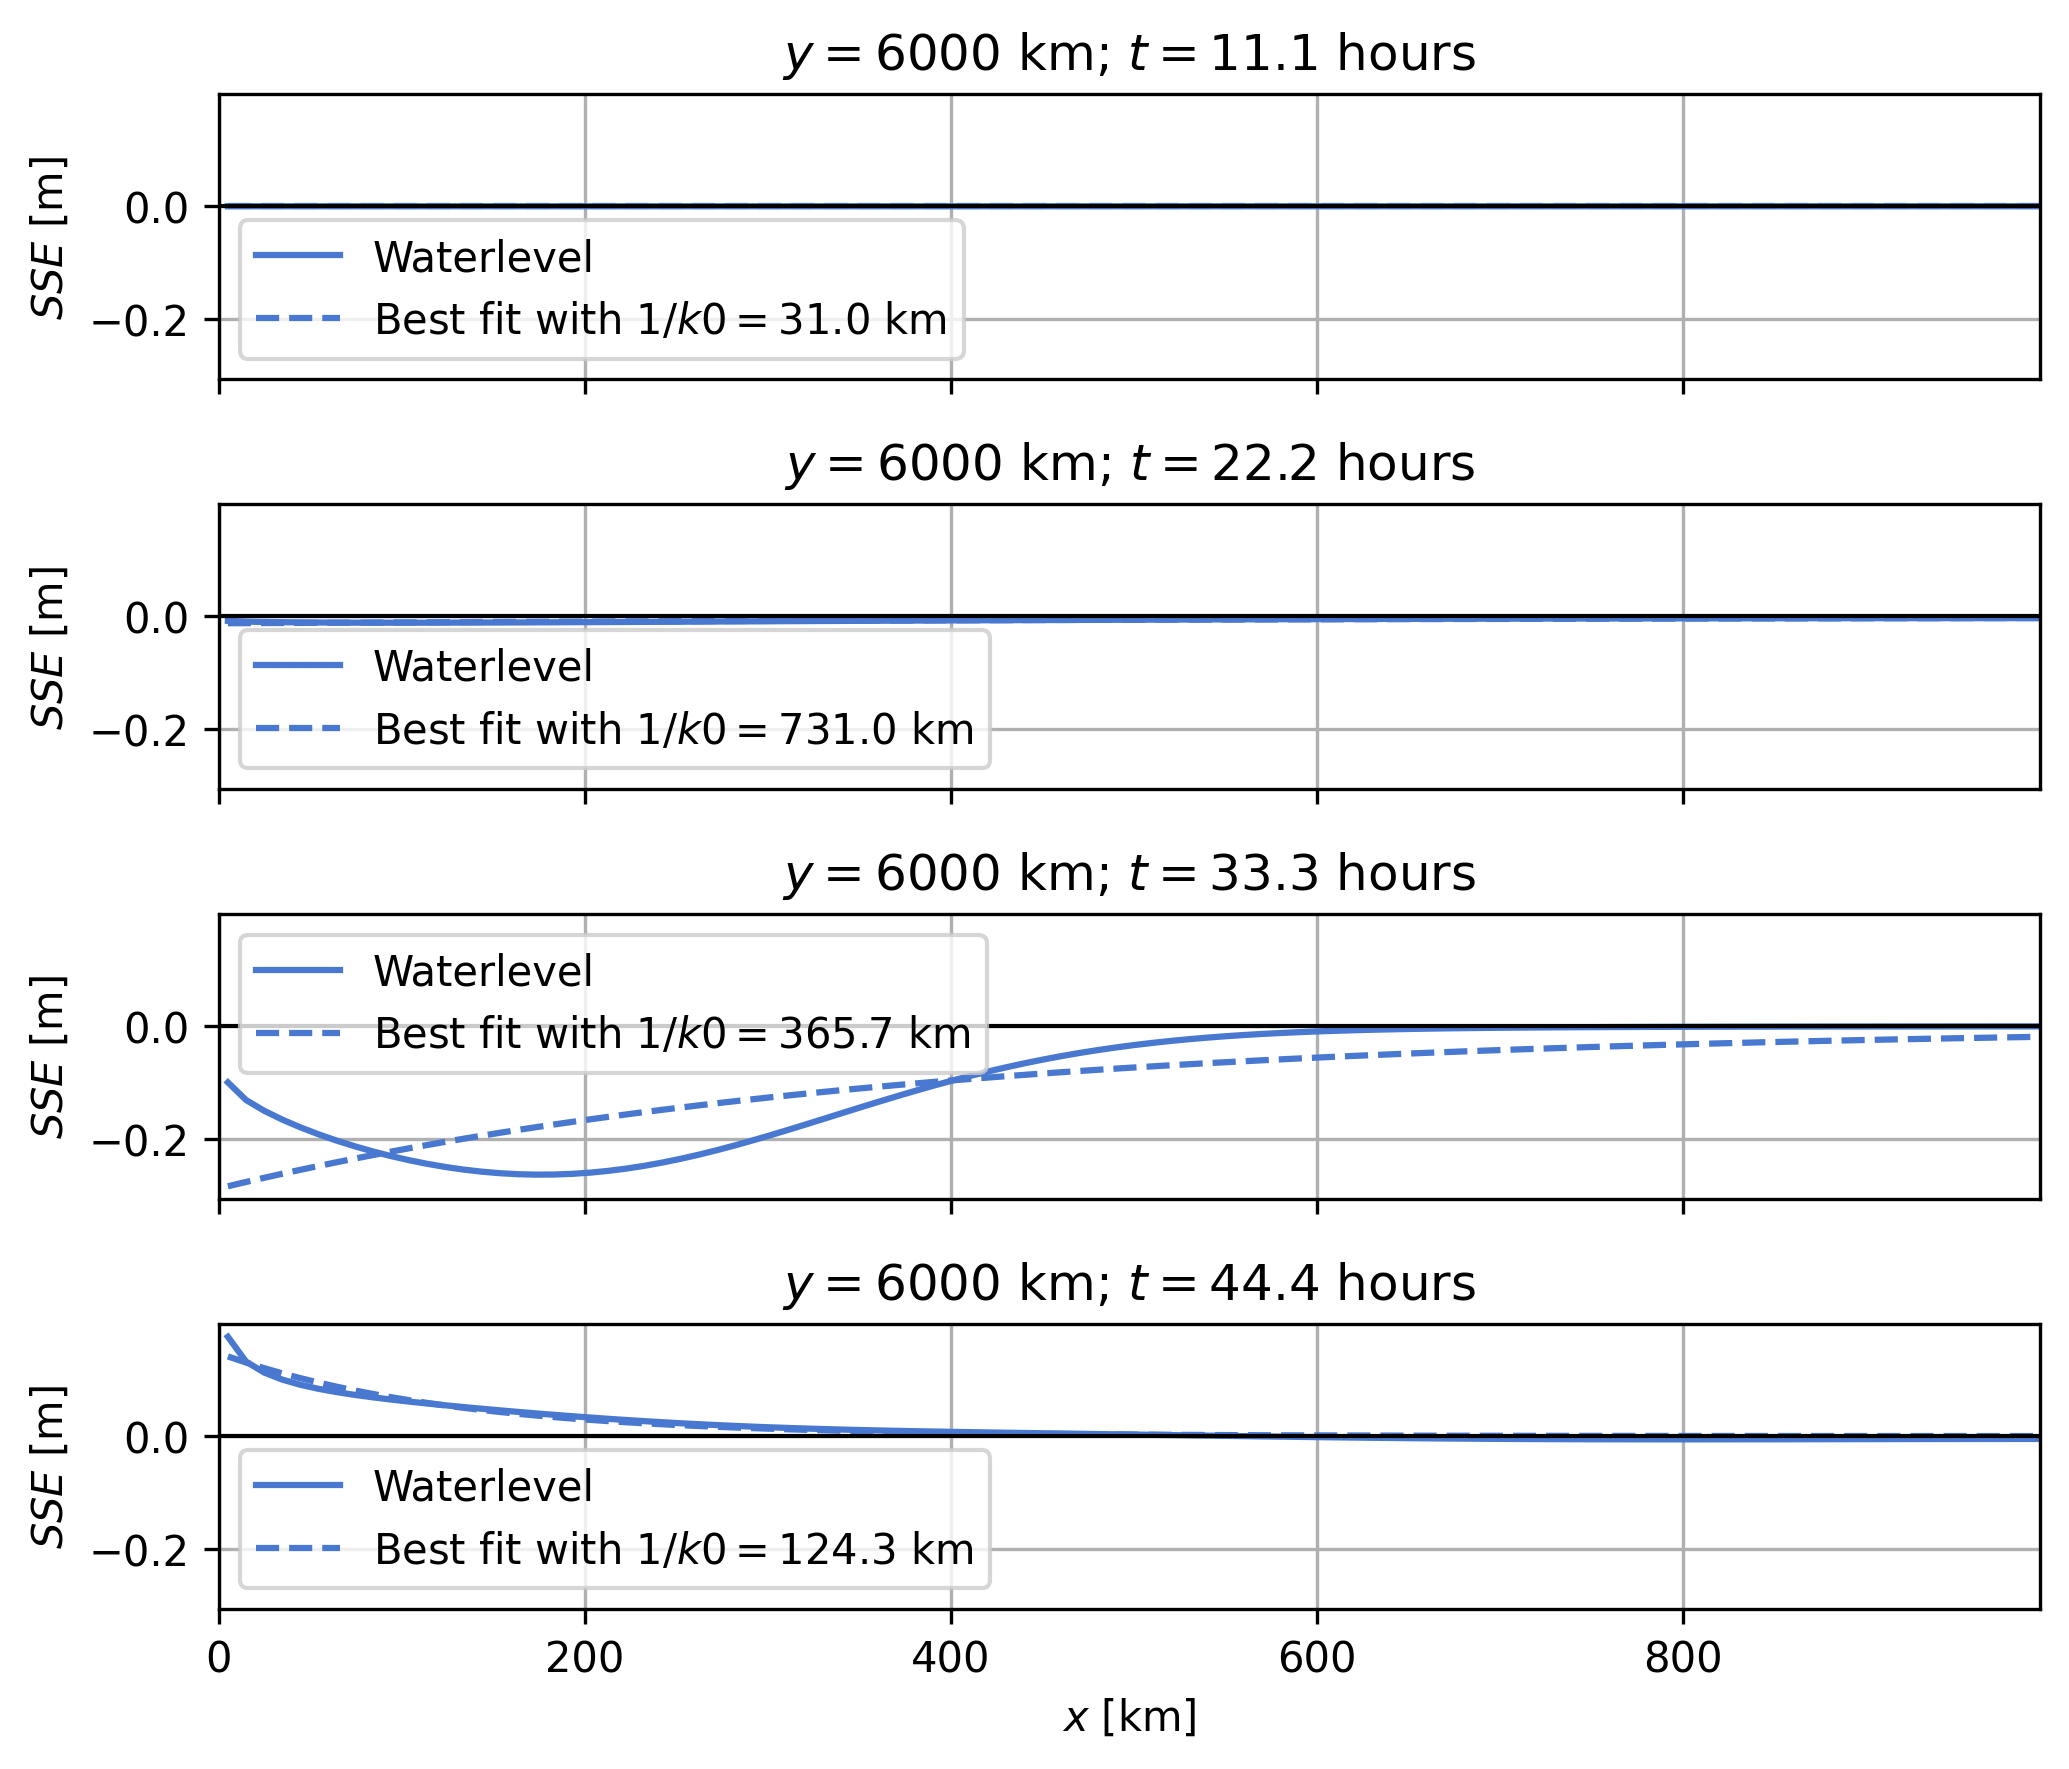 y = 6000 km; t = 11.1 hours
SSE [m]
0.0
−0.2
Waterlevel
Best fit with 1/k0 = 31.0 km
y = 6000 km; t = 22.2 hours
SSE [m]
0.0
−0.2
Waterlevel
Best fit with 1/k0 = 731.0 km
y = 6000 km; t = 33.3 hours
SSE [m]
0.0
−0.2
Waterlevel
Best fit with 1/k0 = 365.7 km
y = 6000 km; t = 44.4 hours
SSE [m]
0.0
−0.2
Waterlevel
Best fit with 1/k0 = 124.3 km
0 200 400 600 800
x [km]